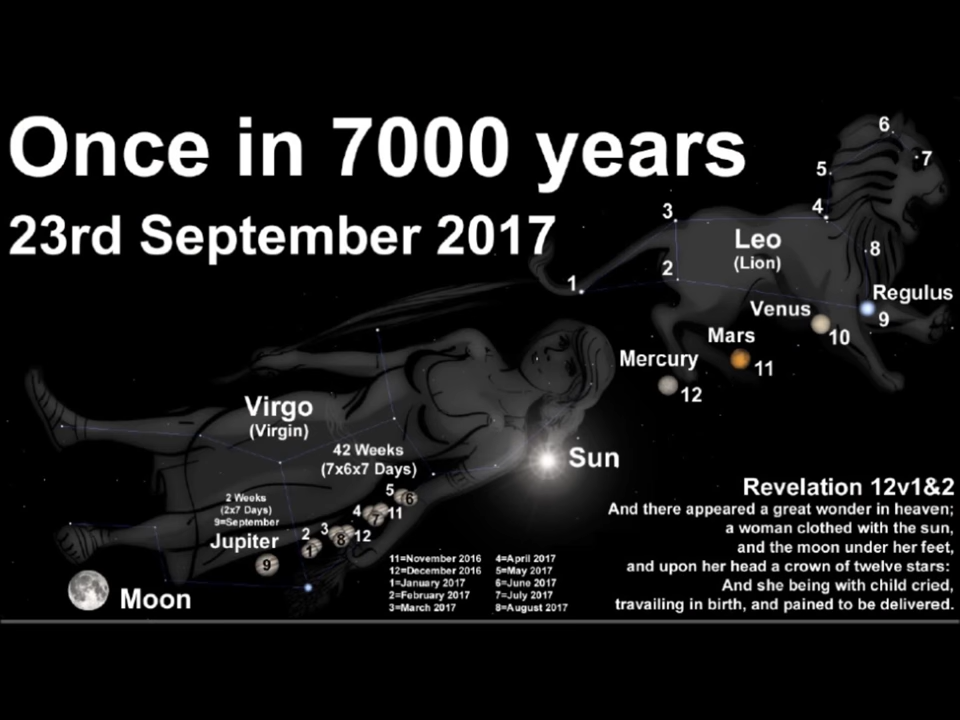 Once in 7000 years
23rd September 2017
6
7
5
3
4
Leo
(Lion)
8
2
1
Regulus
9
Venus
10
Mars
11
Mercury
12
Virgo
(Virgin)
42 Weeks
(7x6x7 Days)
Sun
5
6
2 Weeks
(2x7 Days)
9=September
4
7
11
Jupiter
2
3
8
12
1
9
Moon
11=November 2016
12=December 2016
1=January 2017
2=February 2017
3=March 2017
4=April 2017
5=May 2017
6=June 2017
7=July 2017
8=August 2017
Revelation 12v1&2
And there appeared a great wonder in heaven;
a woman clothed with the sun,
and the moon under her feet,
and upon her head a crown of twelve stars:
And she being with child cried,
travailing in birth, and pained to be delivered.